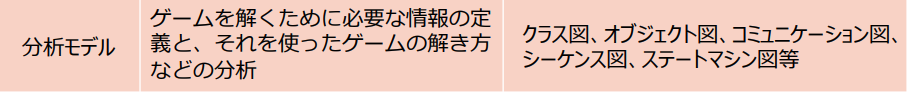 分析モデル
ゲームを解くために必要な情報の定
義と、それを使ったゲームの解き方
などの分析
クラス図、オブジェクト図、コミュニケーション図、
シーケンス図、ステートマシン図等